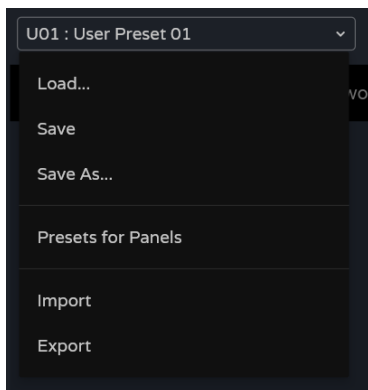 U01 : User Preset 01
Load...
Save
Save As...
Presets for Panels
Import
Export